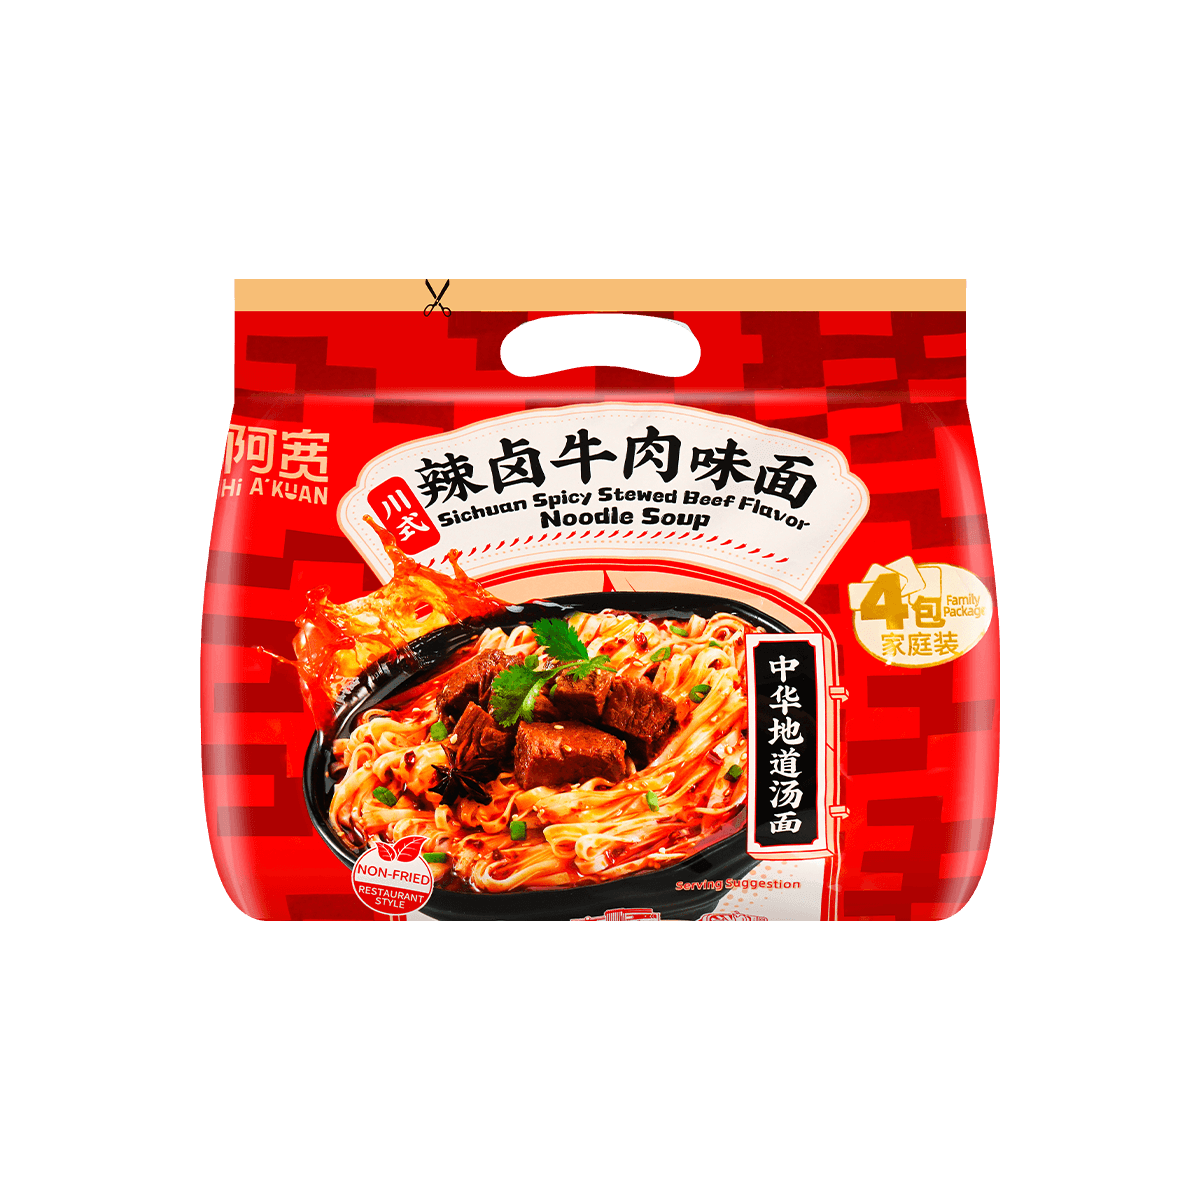 阿宽
Hi A'KUAN
川式
辣卤牛肉味面
Sichuan Spicy Stewed Beef Flavor
Noodle Soup
4包
Family
Package
家庭装
中华地道汤面
NON-FRIED
RESTAURANT
STYLE
Serving Suggestion